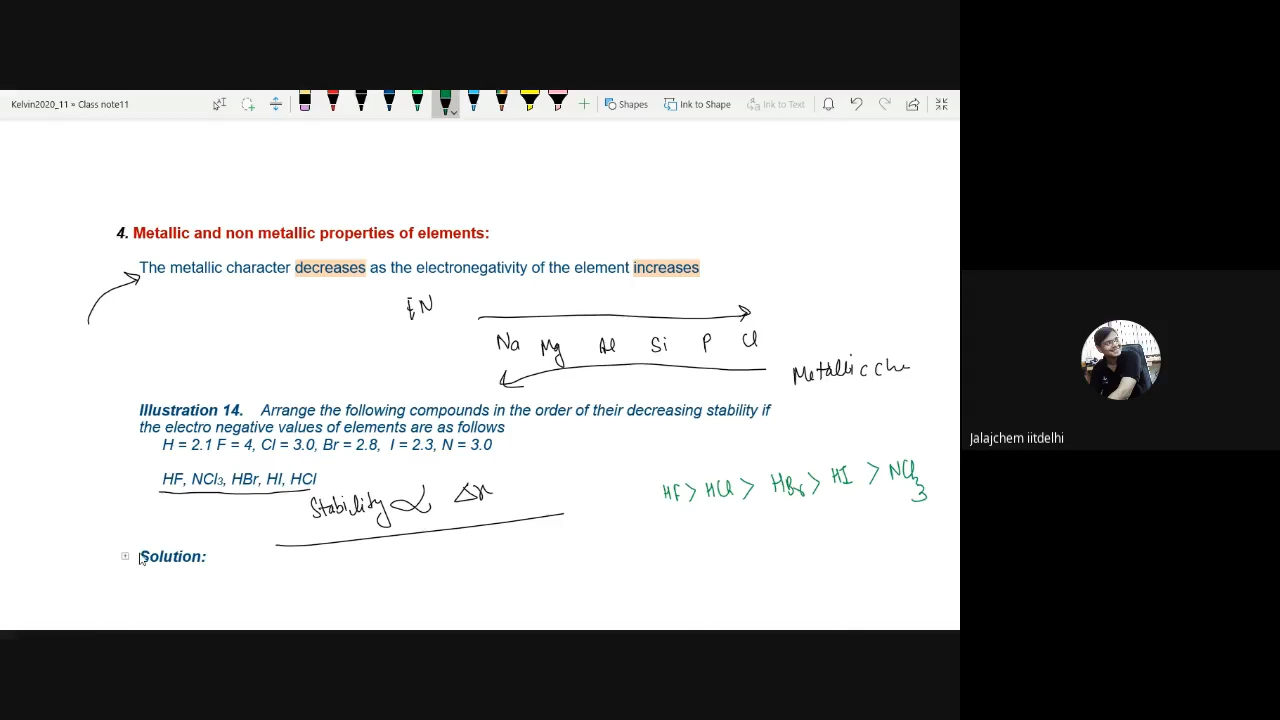 Kelvin2020_11 » Class note11
Shapes
Ink to Shape
Ink to Text
4. Metallic and non metallic properties of elements:
The metallic character decreases as the electronegativity of the element increases
EN
Na Mg Al Si P Cl
Metallic Cha
Illustration 14. Arrange the following compounds in the order of their decreasing stability if
the electro negative values of elements are as follows
H = 2.1 F = 4, Cl = 3.0, Br = 2.8, I = 2.3, N = 3.0
HF, NCl₃, HBr, HI, HCl
Stability ∝ Δx
HF > HCl > HBr > HI > NCl₃
Solution:
Jalajchem iitdelhi